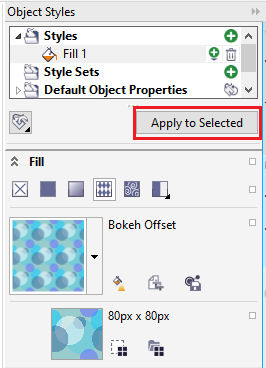 Object Styles
Styles
Fill 1
Style Sets
Default Object Properties
Apply to Selected
Fill
Bokeh Offset
80px x 80px